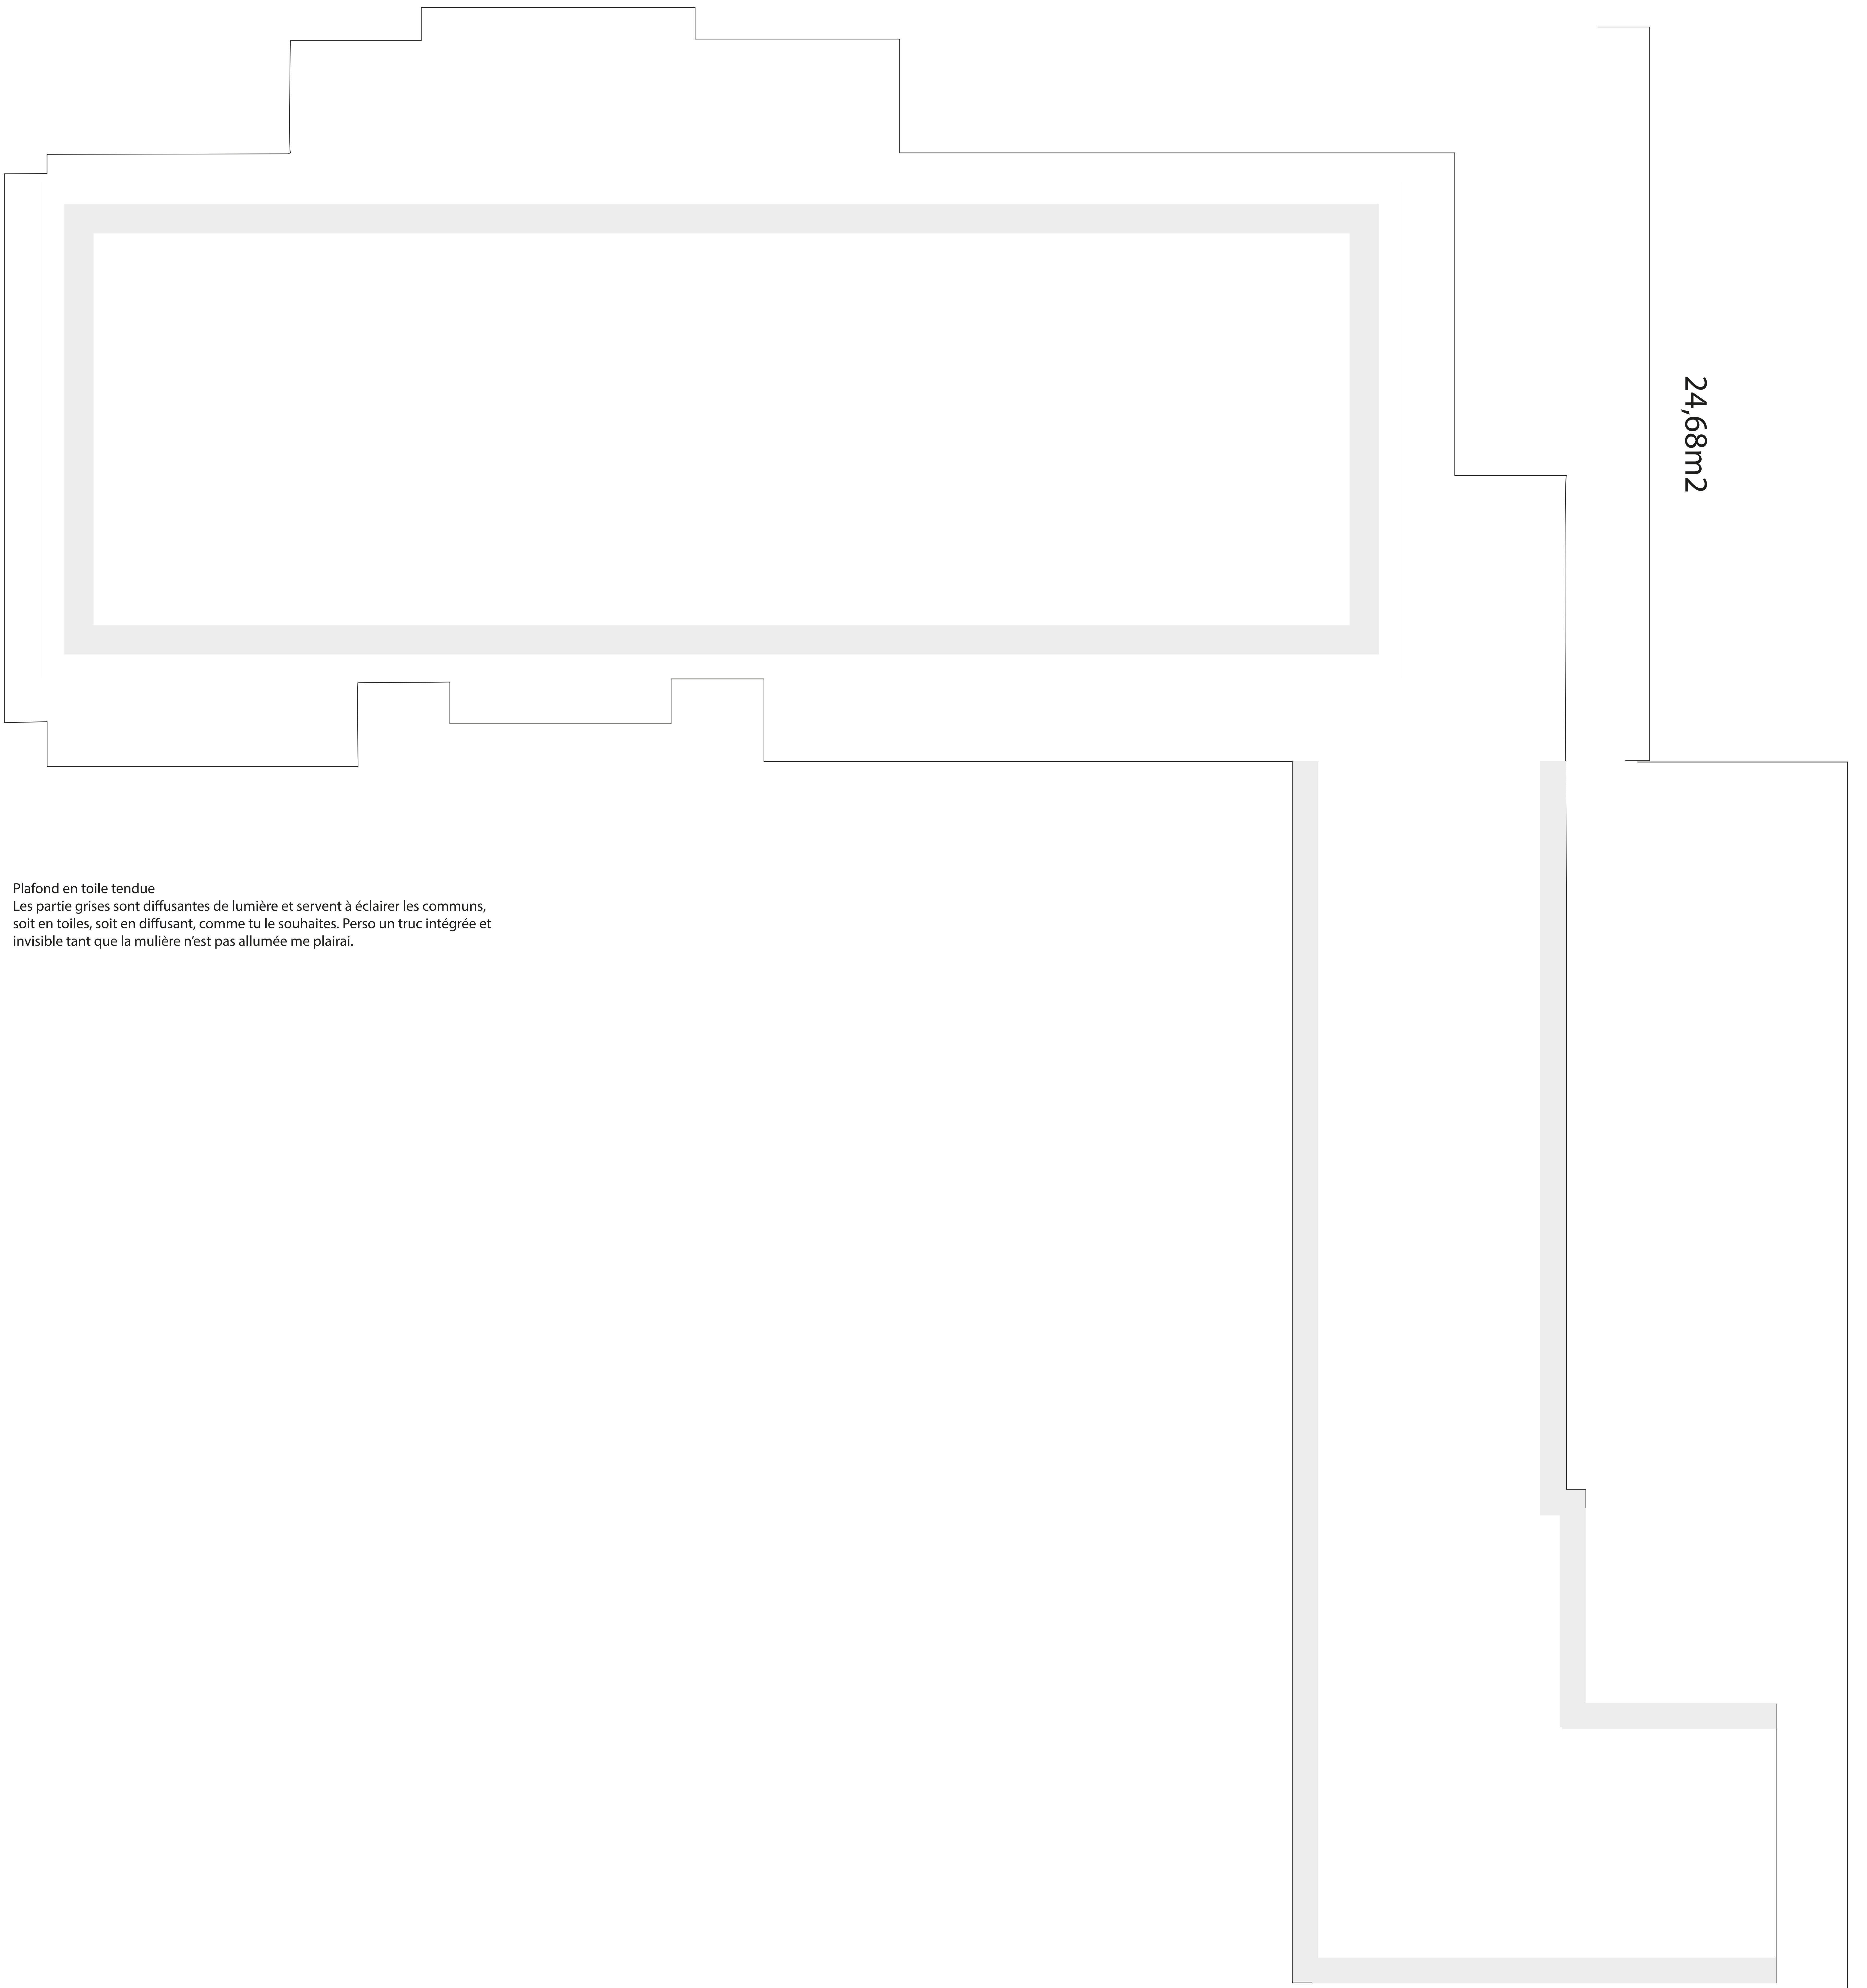 24,68m2
Plafond en toile tendue
Les partie grises sont diffusantes de lumière et servent à éclairer les communs,
soit en toiles, soit en diffusant, comme tu le souhaites. Perso un truc intégrée et
invisible tant que la mulière n'est pas allumée me plairai.